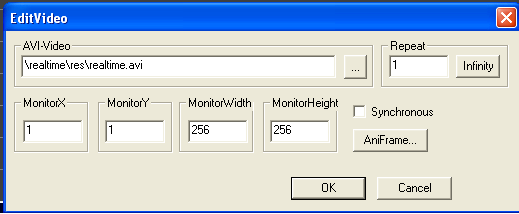 EditVideo
AVI-Video
\realtime\res\realtime.avi
...
Repeat
1
Infinity
MonitorX
1
MonitorY
1
MonitorWidth
256
MonitorHeight
256
Synchronous
AniFrame...
OK
Cancel